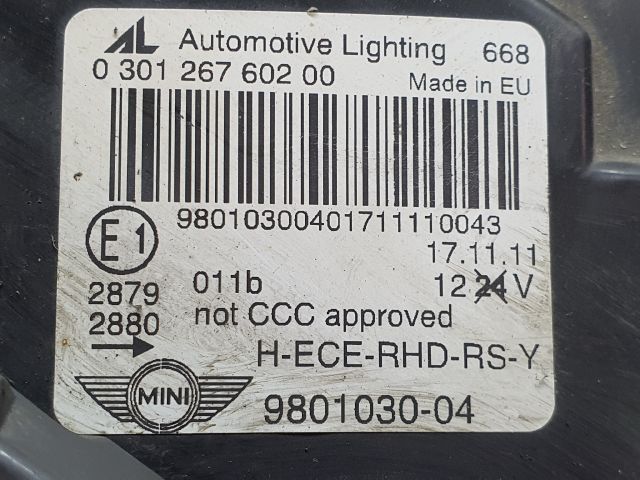 AL Automotive Lighting 668
0 301 267 602 00 Made in EU
98010300401711110043
E1 17.11.11
2879 011b 12 24 V
2880 not CCC approved
H-ECE-RHD-RS-Y
MINI 9801030-04